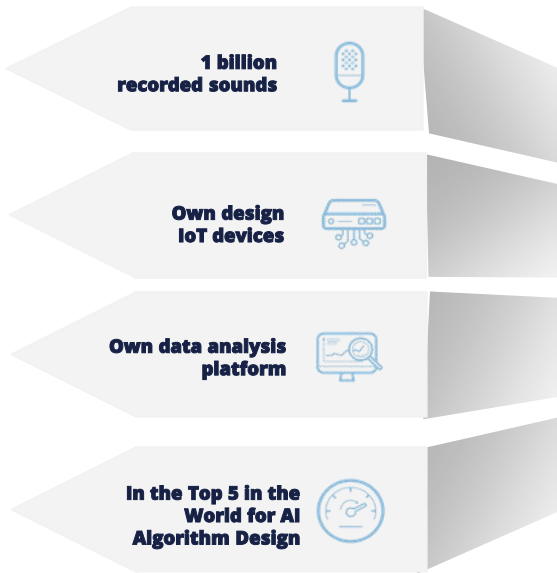 1 billion
recorded sounds
Own design
IoT devices
Own data analysis
platform
In the Top 5 in the
World for AI
Algorithm Design